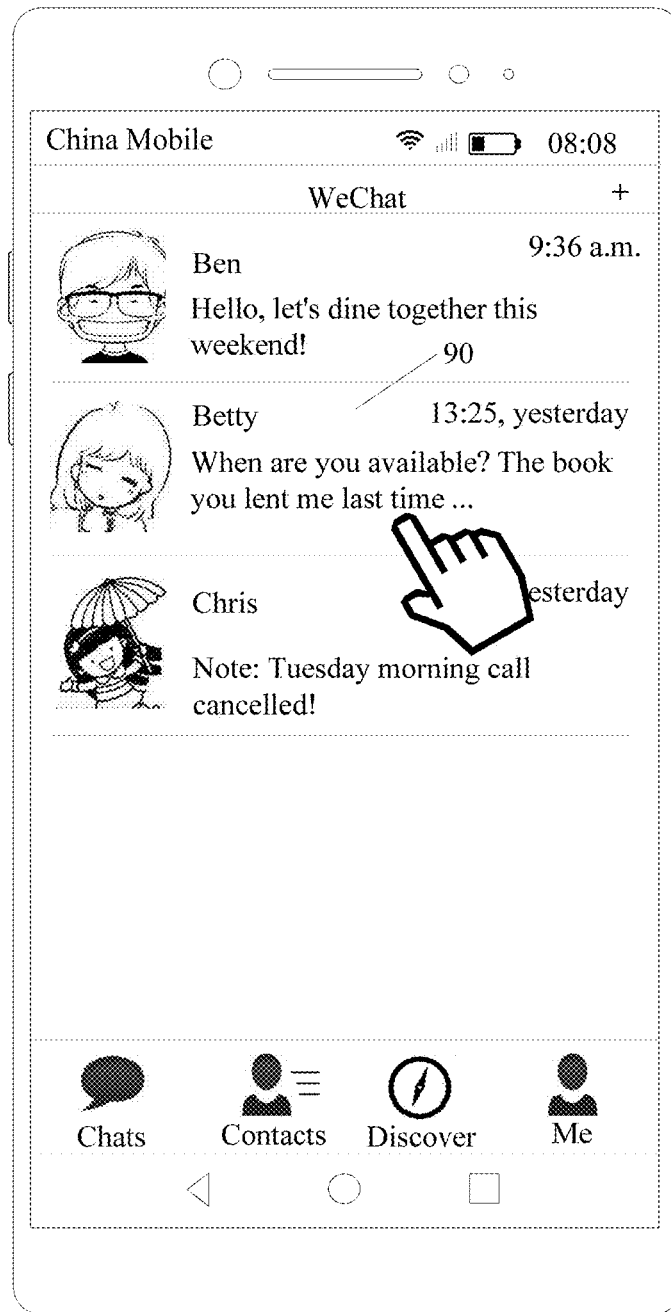 China Mobile 08:08
WeChat +
Ben 9:36 a.m.
Hello, let's dine together this
weekend!
90
Betty 13:25, yesterday
When are you available? The book
you lent me last time ...
Chris esterday
Note: Tuesday morning call
cancelled!
Chats Contacts Discover Me